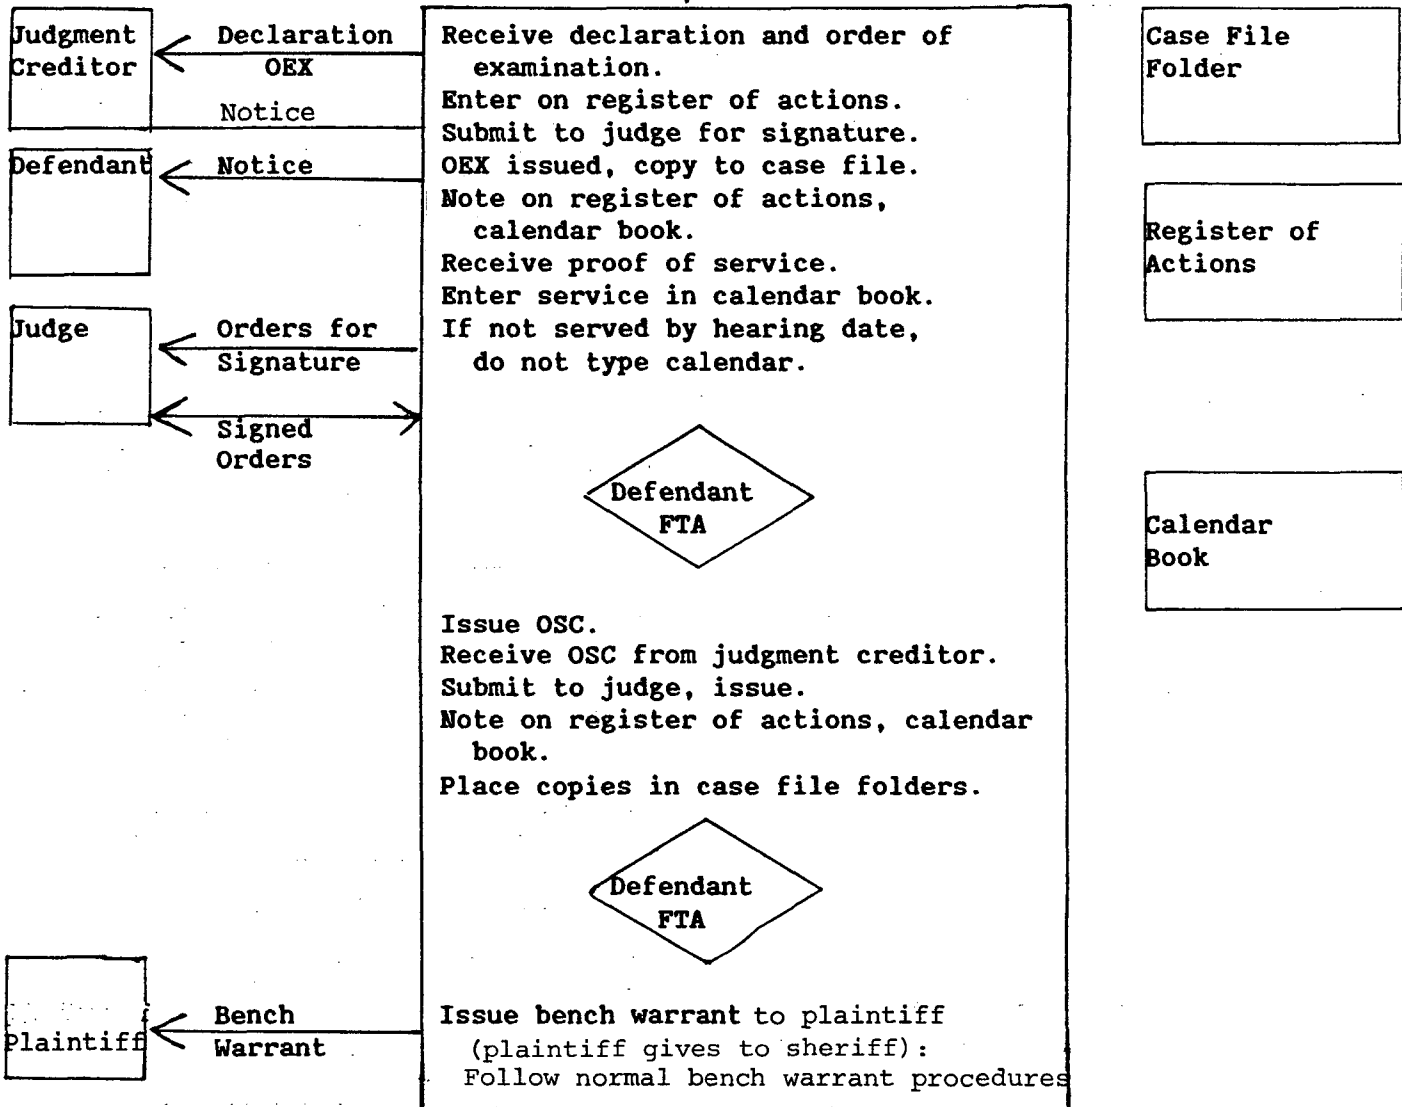 Judgment
Creditor
Declaration
OEX
Notice
Defendant
Notice
Judge
Orders for
Signature
Signed
Orders
Plaintiff
Bench
Warrant
Receive declaration and order of
examination.
Enter on register of actions.
Submit to judge for signature.
OEX issued, copy to case file.
Note on register of actions,
calendar book.
Receive proof of service.
Enter service in calendar book.
If not served by hearing date,
do not type calendar.
Defendant
FTA
Issue OSC.
Receive OSC from judgment creditor.
Submit to judge, issue.
Note on register of actions, calendar
book.
Place copies in case file folders.
Defendant
FTA
Issue bench warrant to plaintiff
(plaintiff gives to sheriff):
Follow normal bench warrant procedures
Case File
Folder
Register of
Actions
Calendar
Book